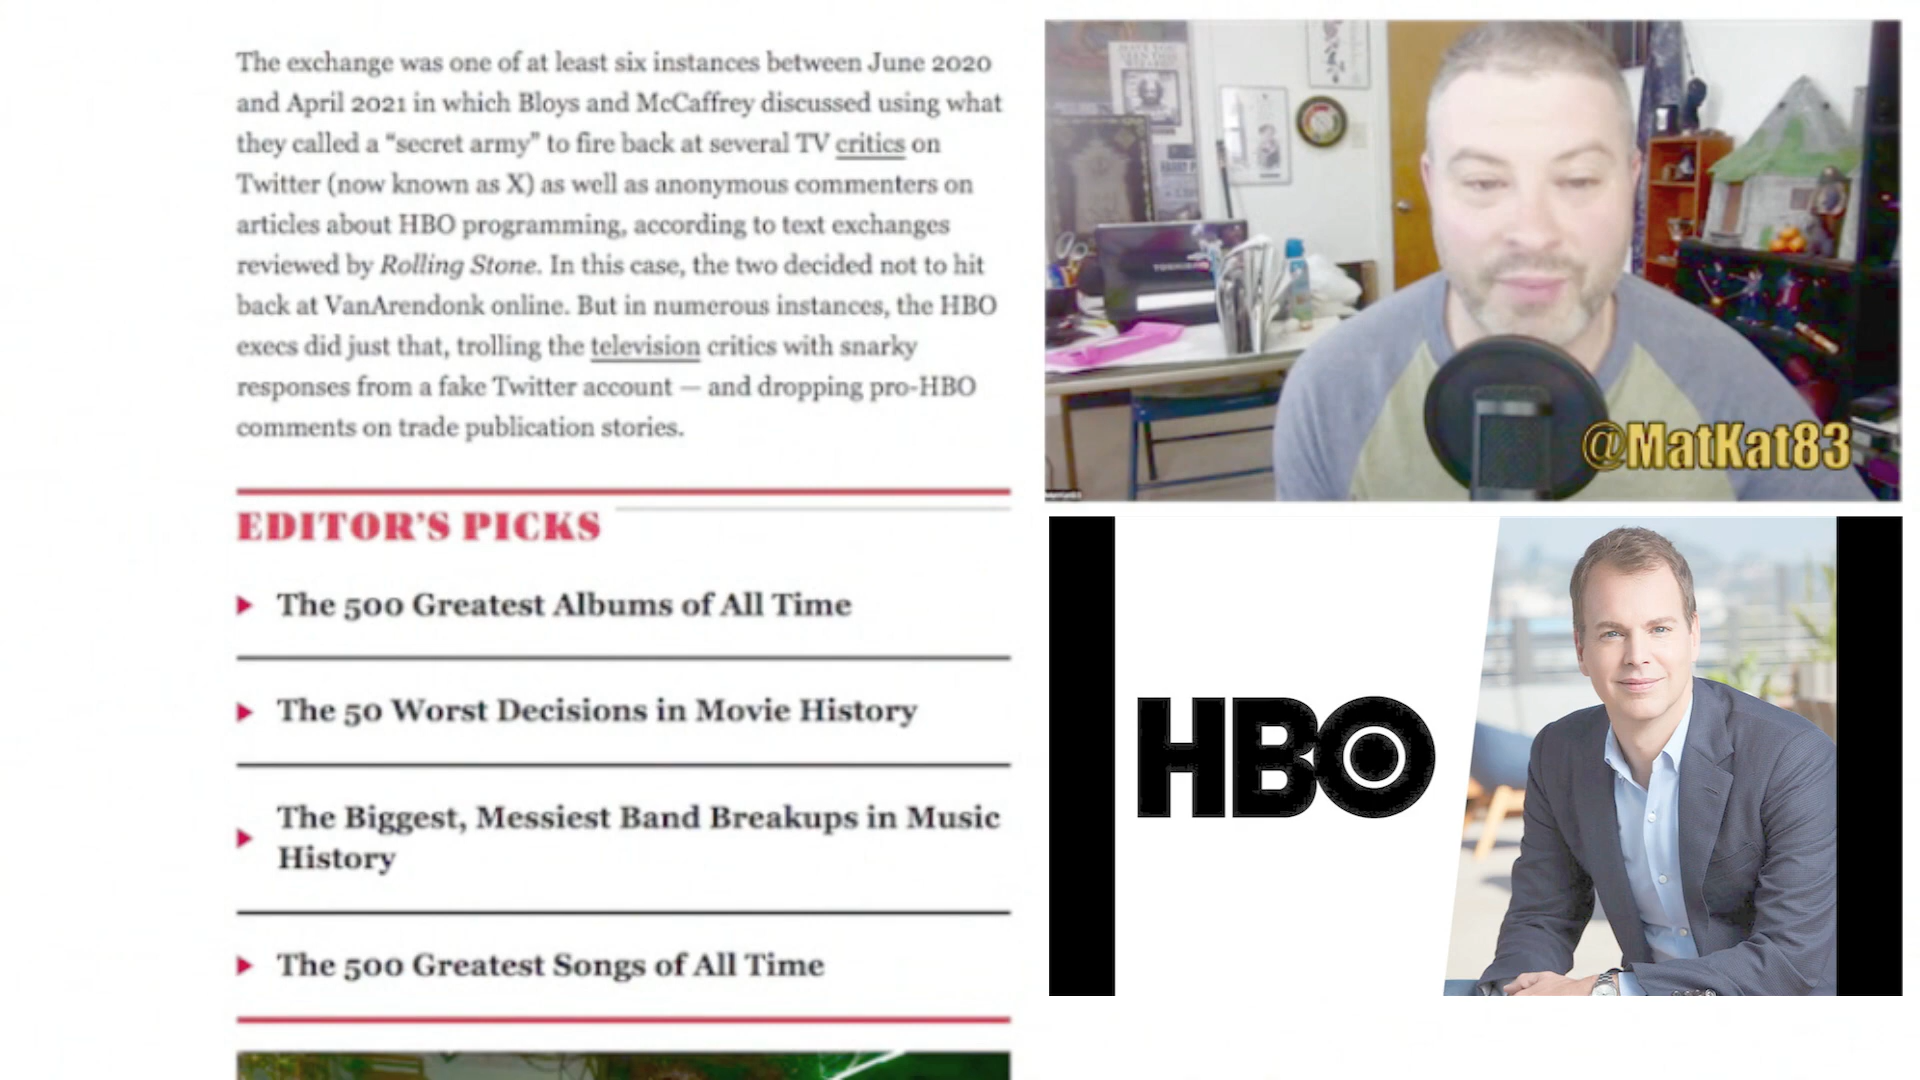 The exchange was one of at least six instances between June 2020
and April 2021 in which Bloys and McCaffrey discussed using what
they called a “secret army” to fire back at several TV critics on
Twitter (now known as X) as well as anonymous commenters on
articles about HBO programming, according to text exchanges
reviewed by Rolling Stone. In this case, the two decided not to hit
back at VanArendonk online. But in numerous instances, the HBO
execs did just that, trolling the television critics with snarky
responses from a fake Twitter account — and dropping pro-HBO
comments on trade publication stories.
EDITOR'S PICKS
The 500 Greatest Albums of All Time
The 50 Worst Decisions in Movie History
The Biggest, Messiest Band Breakups in Music
History
The 500 Greatest Songs of All Time
@MatKat83
HBO